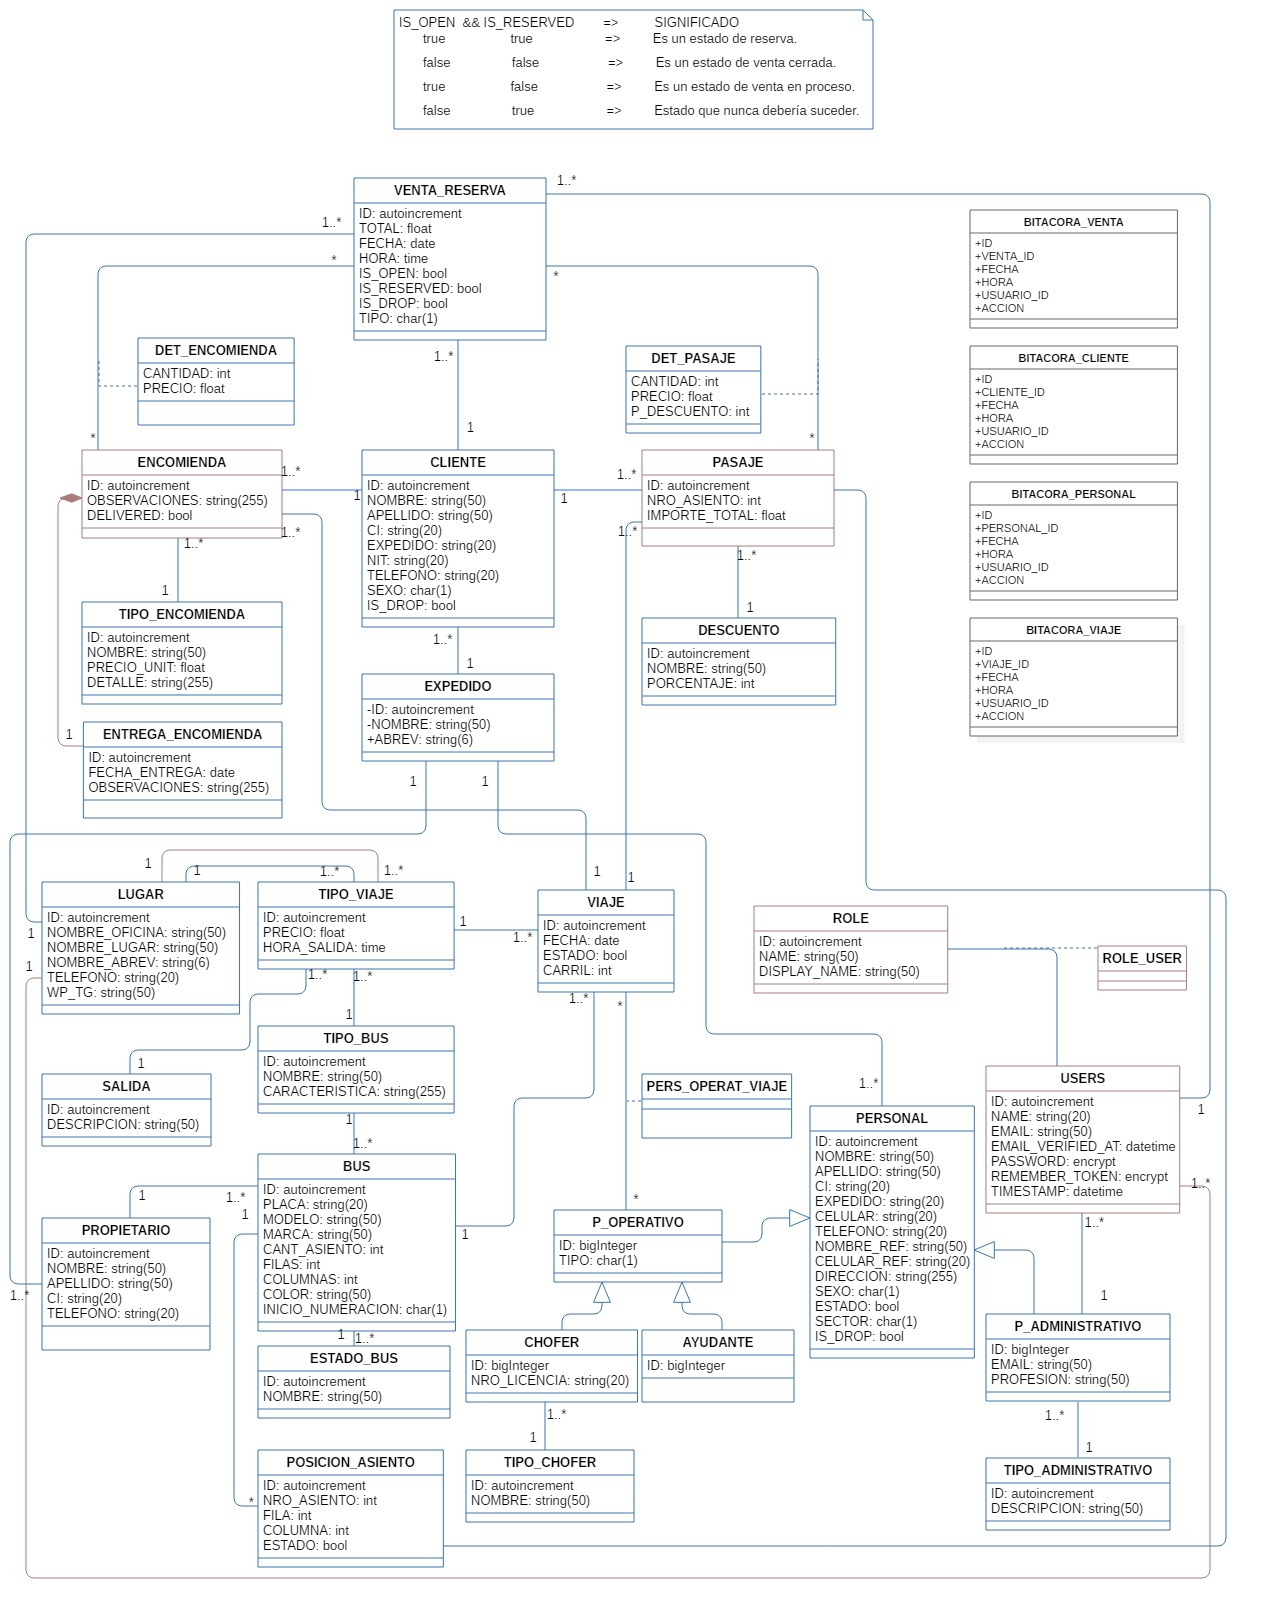 IS_OPEN && IS_RESERVED => SIGNIFICADO
true true => Es un estado de reserva.
false false => Es un estado de venta cerrada.
true false => Es un estado de venta en proceso.
false true => Estado que nunca debería suceder.
1..*
VENTA_RESERVA
ID: autoincrement
TOTAL: float
FECHA: date
HORA: time
IS_OPEN: bool
IS_RESERVED: bool
IS_DROP: bool
TIPO: char(1)
1..*
*
*
1..*
1
BITACORA_VENTA
+ID
+VENTA_ID
+FECHA
+HORA
+USUARIO_ID
+ACCION
DET_ENCOMIENDA
CANTIDAD: int
PRECIO: float
*
DET_PASAJE
CANTIDAD: int
PRECIO: float
P_DESCUENTO: int
*
BITACORA_CLIENTE
+ID
+CLIENTE_ID
+FECHA
+HORA
+USUARIO_ID
+ACCION
ENCOMIENDA
ID: autoincrement
OBSERVACIONES: string(255)
DELIVERED: bool
1..*
1
1..*
1..*
1
CLIENTE
ID: autoincrement
NOMBRE: string(50)
APELLIDO: string(50)
CI: string(20)
EXPEDIDO: string(20)
NIT: string(20)
TELEFONO: string(20)
SEXO: char(1)
IS_DROP: bool
1
1..*
1..*
1
PASAJE
ID: autoincrement
NRO_ASIENTO: int
IMPORTE_TOTAL: float
1..*
1..*
1
BITACORA_PERSONAL
+ID
+PERSONAL_ID
+FECHA
+HORA
+USUARIO_ID
+ACCION
TIPO_ENCOMIENDA
ID: autoincrement
NOMBRE: string(50)
PRECIO_UNIT: float
DETALLE: string(255)
DESCUENTO
ID: autoincrement
NOMBRE: string(50)
PORCENTAJE: int
BITACORA_VIAJE
+ID
+VIAJE_ID
+FECHA
+HORA
+USUARIO_ID
+ACCION
EXPEDIDO
-ID: autoincrement
-NOMBRE: string(50)
+ABREV: string(6)
1
1
1
ENTREGA_ENCOMIENDA
ID: autoincrement
FECHA_ENTREGA: date
OBSERVACIONES: string(255)
1
1
1..*
1..*
1
1
LUGAR
ID: autoincrement
NOMBRE_OFICINA: string(50)
NOMBRE_LUGAR: string(50)
NOMBRE_ABREV: string(6)
TELEFONO: string(20)
WP_TG: string(50)
1
1
TIPO_VIAJE
ID: autoincrement
PRECIO: float
HORA_SALIDA: time
1
1..*
1..*
1..*
1
1
VIAJE
ID: autoincrement
FECHA: date
ESTADO: bool
CARRIL: int
1..*
*
ROLE
ID: autoincrement
NAME: string(50)
DISPLAY_NAME: string(50)
ROLE_USER
TIPO_BUS
ID: autoincrement
NOMBRE: string(50)
CARACTERISTICA: string(255)
1
1..*
SALIDA
ID: autoincrement
DESCRIPCION: string(50)
PERS_OPERAT_VIAJE
1..*
USERS
ID: autoincrement
NAME: string(20)
EMAIL: string(50)
EMAIL_VERIFIED_AT: datetime
PASSWORD: encrypt
REMEMBER_TOKEN: encrypt
TIMESTAMP: datetime
1
1..*
1..*
1
PERSONAL
ID: autoincrement
NOMBRE: string(50)
APELLIDO: string(50)
CI: string(20)
EXPEDIDO: string(20)
CELULAR: string(20)
TELEFONO: string(20)
NOMBRE_REF: string(50)
CELULAR_REF: string(20)
DIRECCION: string(255)
SEXO: char(1)
ESTADO: bool
SECTOR: char(1)
IS_DROP: bool
BUS
ID: autoincrement
PLACA: string(20)
MODELO: string(50)
MARCA: string(50)
CANT_ASIENTO: int
FILAS: int
COLUMNAS: int
COLOR: string(50)
INICIO_NUMERACION: char(1)
1
1..*
1
1
1
1..*
PROPIETARIO
ID: autoincrement
NOMBRE: string(50)
APELLIDO: string(50)
CI: string(20)
TELEFONO: string(20)
1..*
*
P_OPERATIVO
ID: bigInteger
TIPO: char(1)
CHOFER
ID: bigInteger
NRO_LICENCIA: string(20)
1..*
1
AYUDANTE
ID: bigInteger
P_ADMINISTRATIVO
ID: bigInteger
EMAIL: string(50)
PROFESION: string(50)
1..*
1
ESTADO_BUS
ID: autoincrement
NOMBRE: string(50)
POSICION_ASIENTO
ID: autoincrement
NRO_ASIENTO: int
FILA: int
COLUMNA: int
ESTADO: bool
*
TIPO_CHOFER
ID: autoincrement
NOMBRE: string(50)
TIPO_ADMINISTRATIVO
ID: autoincrement
DESCRIPCION: string(50)